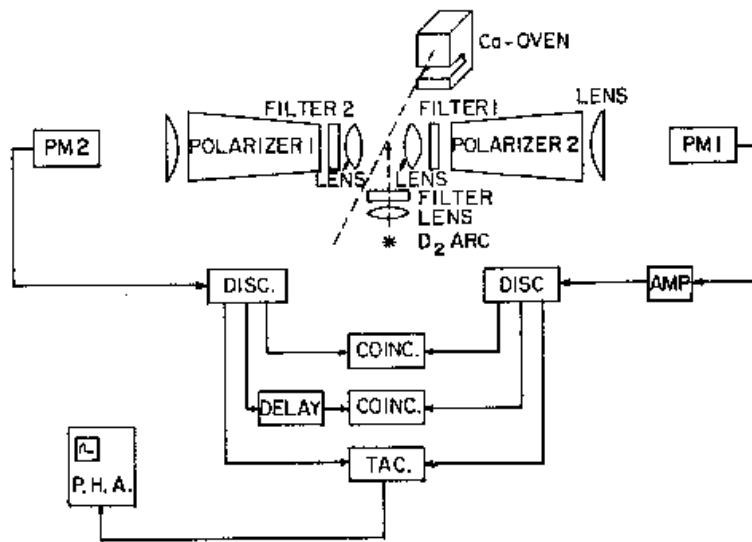 Ca-OVEN
FILTER 2
FILTER 1
LENS
PM 2
POLARIZER 1
POLARIZER 2
PM 1
LENS
LENS
FILTER
LENS
D₂ ARC
DISC.
DISC
AMP
COINC.
DELAY
COINC.
TAC.
P. H. A.